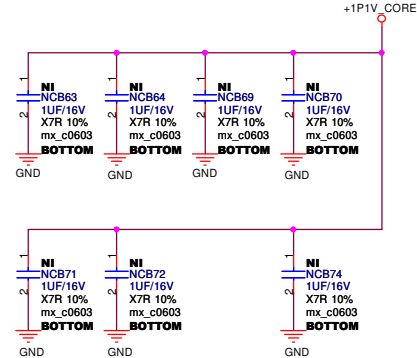 +1P1V_CORE
1
NI
NCB63
1UF/16V
2
X7R 10%
mx_c0603
BOTTOM
GND
1
NI
NCB64
1UF/16V
2
X7R 10%
mx_c0603
BOTTOM
GND
1
NI
NCB69
1UF/16V
2
X7R 10%
mx_c0603
BOTTOM
GND
1
NI
NCB70
1UF/16V
2
X7R 10%
mx_c0603
BOTTOM
GND
1
NI
NCB71
1UF/16V
2
X7R 10%
mx_c0603
BOTTOM
GND
1
NI
NCB72
1UF/16V
2
X7R 10%
mx_c0603
BOTTOM
GND
1
NI
NCB74
1UF/16V
2
X7R 10%
mx_c0603
BOTTOM
GND